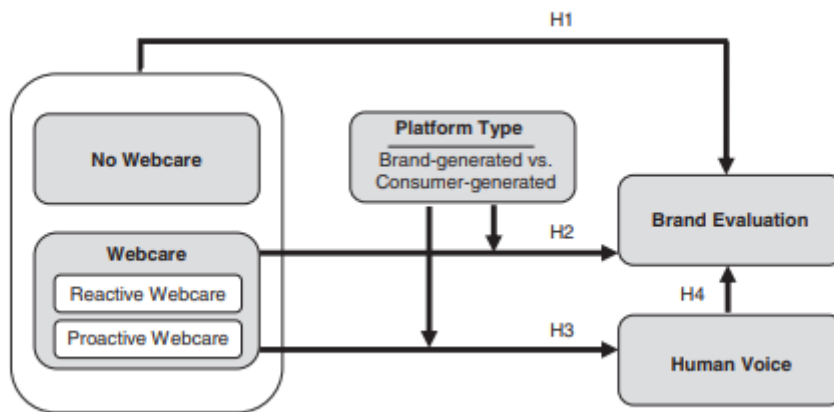 H1
No Webcare
Platform Type
Brand-generated vs.
Consumer-generated
Brand Evaluation
Webcare
Reactive Webcare
Proactive Webcare
H2
H3
H4
Human Voice